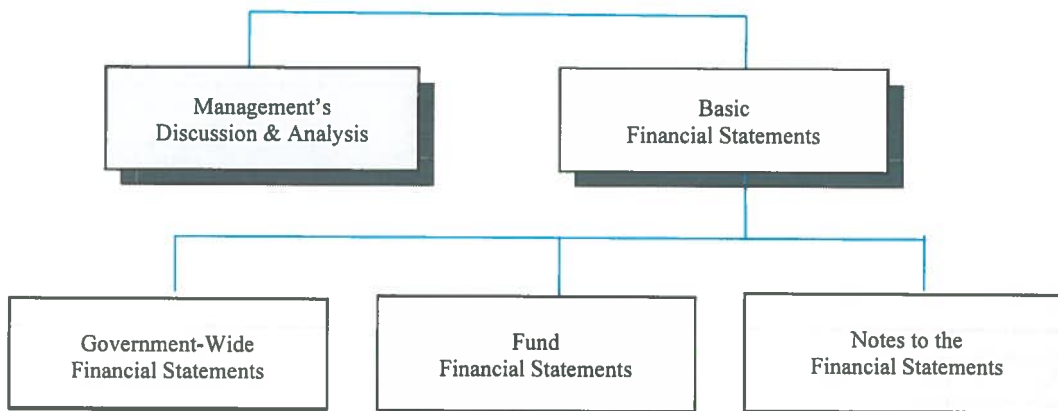 Management's
Discussion & Analysis
Basic
Financial Statements
Government-Wide
Financial Statements
Fund
Financial Statements
Notes to the
Financial Statements